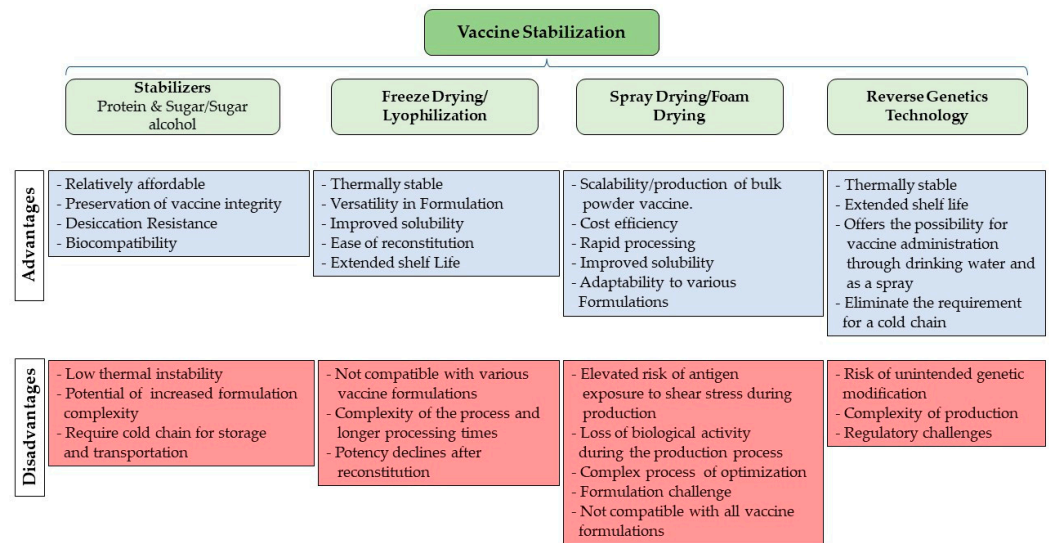 Vaccine Stabilization
Stabilizers
Protein & Sugar/Sugar
alcohol
Freeze Drying/
Lyophilization
Spray Drying/Foam
Drying
Reverse Genetics
Technology
Advantages
- Relatively affordable
- Preservation of vaccine integrity
- Desiccation Resistance
- Biocompatibility
- Thermally stable
- Versatility in Formulation
- Improved solubility
- Ease of reconstitution
- Extended shelf Life
- Scalability/production of bulk
powder vaccine.
- Cost efficiency
- Rapid processing
- Improved solubility
- Adaptability to various
Formulations
- Thermally stable
- Extended shelf life
- Offers the possibility for
vaccine administration
through drinking water and
as a spray
- Eliminate the requirement
for a cold chain
Disadvantages
- Low thermal instability
- Potential of increased formulation
complexity
- Require cold chain for storage
and transportation
- Not compatible with various
vaccine formulations
- Complexity of the process and
longer processing times
- Potency declines after
reconstitution
- Elevated risk of antigen
exposure to shear stress during
production
- Loss of biological activity
during the production process
- Complex process of optimization
- Formulation challenge
- Not compatible with all vaccine
formulations
- Risk of unintended genetic
modification
- Complexity of production
- Regulatory challenges